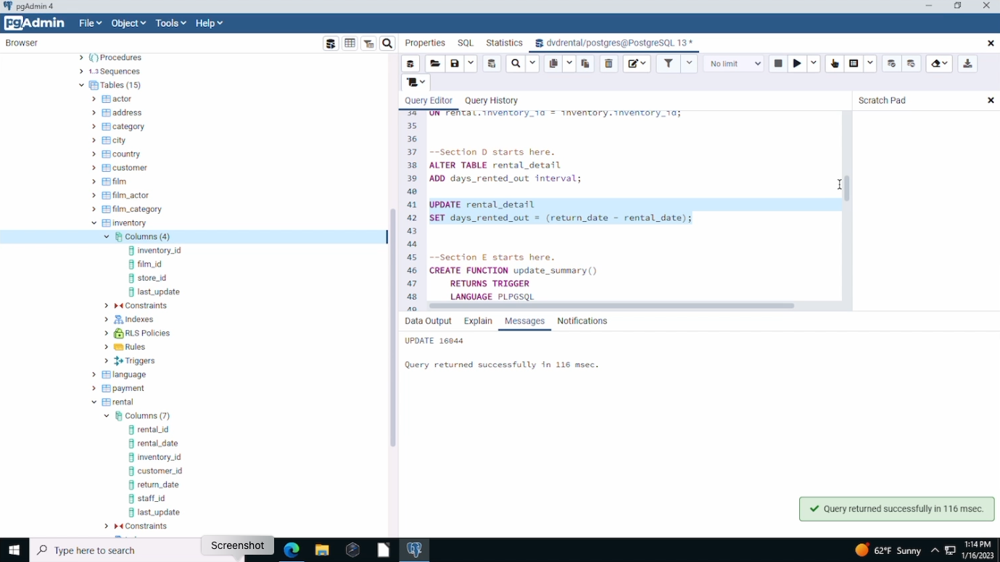 pgAdmin 4
pgAdmin File Object Tools Help
Browser
Properties SQL Statistics dvdrental/postgres@PostgreSQL 13 *
No limit
Query Editor Query History
Scratch Pad
Procedures
1..3 Sequences
Tables (15)
actor
address
category
city
country
customer
film
film_actor
film_category
inventory
Columns (4)
inventory_id
film_id
store_id
last_update
Constraints
Indexes
RLS Policies
Rules
Triggers
language
payment
rental
Columns (7)
rental_id
rental_date
inventory_id
customer_id
return_date
staff_id
last_update
Constraints
34 ON rental.inventory_id = inventory.inventory_id;
35
36
37 --Section D starts here.
38 ALTER TABLE rental_detail
39 ADD days_rented_out interval;
40
41 UPDATE rental_detail
42 SET days_rented_out = (return_date - rental_date);
43
44
45 --Section E starts here.
46 CREATE FUNCTION update_summary()
47 RETURNS TRIGGER
48 LANGUAGE PLPGSQL
49
Data Output Explain Messages Notifications
UPDATE 16044
Query returned successfully in 116 msec.
Query returned successfully in 116 msec.
Screenshot
Type here to search
62°F Sunny
1:14 PM
1/16/2023